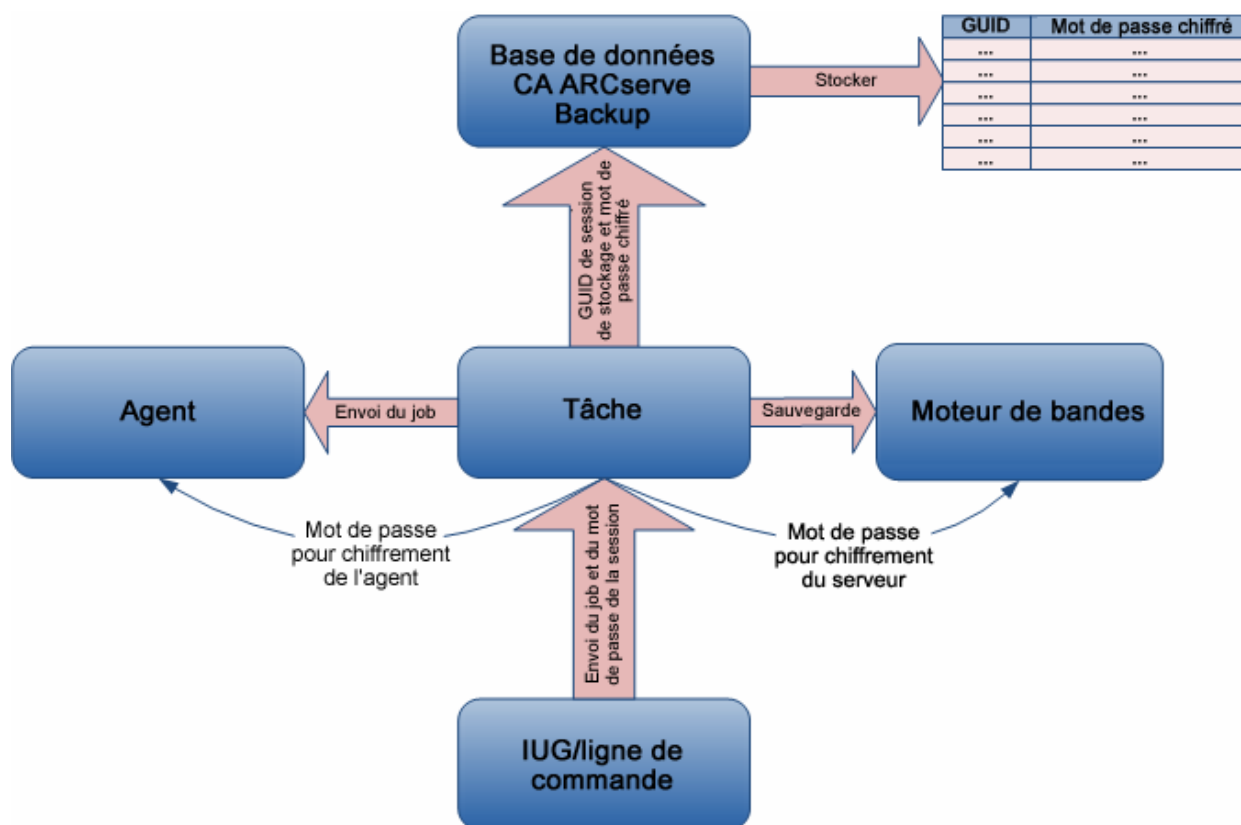 Base de données
CA ARCserve
Backup
Stocker
GUID Mot de passe chiffré
... ...
... ...
... ...
... ...
... ...
... ...
GUID de session
de stockage et mot de
passe chiffré
Agent
Envoi du job
Tâche
Sauvegarde
Moteur de bandes
Mot de passe
pour chiffrement
de l'agent
Envoi du job et du mot
de passe de la session
Mot de passe
pour chiffrement
du serveur
IUG/ligne de
commande